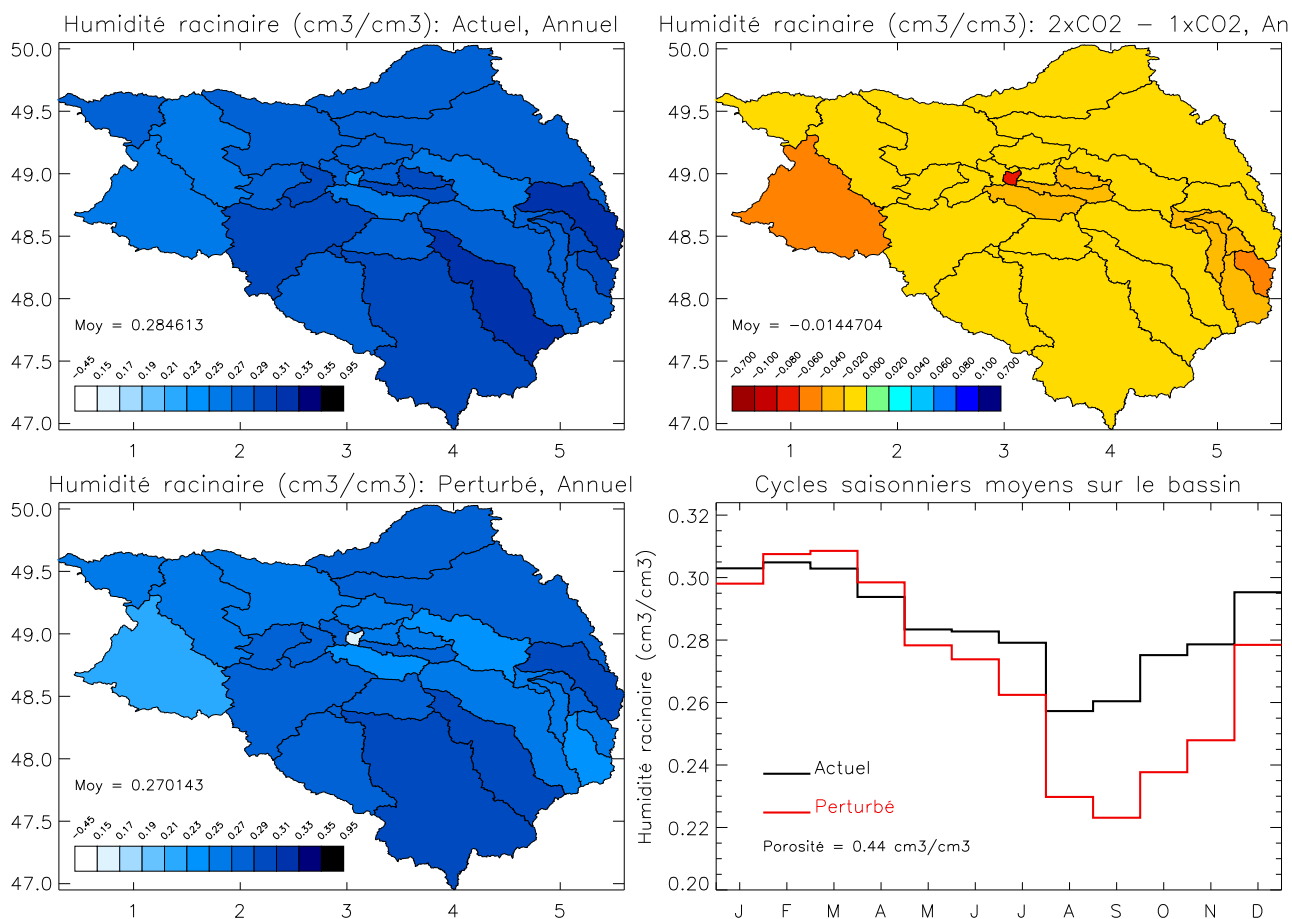 Humidité racinaire (cm3/cm3): Actuel, Annuel
50.0
49.5
49.0
48.5
48.0
47.5
47.0
Moy = 0.284613
-0.45 0.15 0.17 0.19 0.21 0.23 0.25 0.27 0.29 0.31 0.33 0.35 0.95
1 2 3 4 5
Humidité racinaire (cm3/cm3): 2xCO2 − 1xCO2, An
50.0
49.5
49.0
48.5
48.0
47.5
47.0
Moy = −0.0144704
-0.700 -0.100 -0.080 -0.060 -0.040 -0.020 0.000 0.020 0.040 0.060 0.080 0.100 0.700
1 2 3 4 5
Humidité racinaire (cm3/cm3): Perturbé, Annuel
50.0
49.5
49.0
48.5
48.0
47.5
47.0
Moy = 0.270143
-0.45 0.15 0.17 0.19 0.21 0.23 0.25 0.27 0.29 0.31 0.33 0.35 0.95
1 2 3 4 5
Cycles saisonniers moyens sur le bassin
Humidité racinaire (cm3/cm3)
0.32
0.30
0.28
0.26
0.24
0.22
0.20
Actuel
Perturbé
Porosité = 0.44 cm3/cm3
J F M A M J J A S O N D